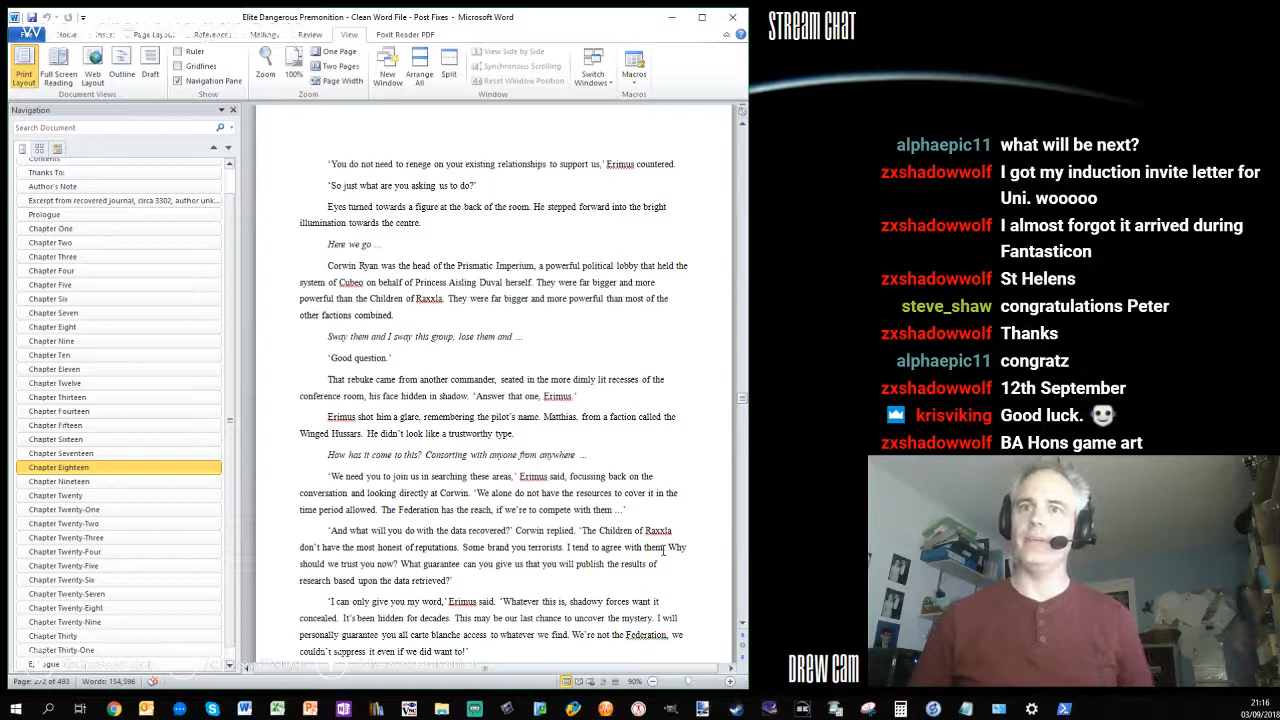 Elite Dangerous Premonition - Clean Word File - Post Fixes - Microsoft Word
Page Layout
Review
View
Foxit Reader PDF
Print Layout
Full Screen Reading
Web Layout
Outline
Draft
Document Views
Ruler
Gridlines
Navigation Pane
Show
Zoom
100%
One Page
Two Pages
Page Width
Zoom
New Window
Arrange All
Split
View Side by Side
Synchronous Scrolling
Reset Window Position
Window
Switch Windows
Macros
Macros
Navigation
Search Document
Contents
Thanks To:
Author's Note
Excerpt from recovered journal, circa 3302, author unk...
Prologue
Chapter One
Chapter Two
Chapter Three
Chapter Four
Chapter Five
Chapter Six
Chapter Seven
Chapter Eight
Chapter Nine
Chapter Ten
Chapter Eleven
Chapter Twelve
Chapter Thirteen
Chapter Fourteen
Chapter Fifteen
Chapter Sixteen
Chapter Seventeen
Chapter Eighteen
Chapter Nineteen
Chapter Twenty
Chapter Twenty-One
Chapter Twenty-Two
Chapter Twenty-Three
Chapter Twenty-Four
Chapter Twenty-Five
Chapter Twenty-Six
Chapter Twenty-Seven
Chapter Twenty-Eight
Chapter Twenty-Nine
Chapter Thirty
Chapter Thirty-One
‘You do not need to renege on your existing relationships to support us,’ Erimus countered.
‘So just what are you asking us to do?’
Eyes turned towards a figure at the back of the room. He stepped forward into the bright
illumination towards the centre.
Here we go …
Corwin Ryan was the head of the Prismatic Imperium, a powerful political lobby that held the
system of Cubeo on behalf of Princess Aisling Duval herself. They were far bigger and more
powerful than the Children of Raxxla. They were far bigger and more powerful than most of the
other factions combined.
Sway them and I sway this group, lose them and …
‘Good question.’
That rebuke came from another commander, seated in the more dimly lit recesses of the
conference room, his face hidden in shadow. ‘Answer that one, Erimus.’
Erimus shot him a glare, remembering the pilot’s name. Matthias, from a faction called the
Winged Hussars. He didn’t look like a trustworthy type.
How has it come to this? Consorting with anyone from anywhere …
‘We need you to join us in searching these areas,’ Erimus said, focussing back on the
conversation and looking directly at Corwin. ‘We alone do not have the resources to cover it in the
time period allowed. The Federation has the reach, if we’re to compete with them …’
‘And what will you do with the data recovered?’ Corwin replied. ‘The Children of Raxxla
don’t have the most honest of reputations. Some brand you terrorists. I tend to agree with them. Why
should we trust you now? What guarantee can you give us that you will publish the results of
research based upon the data retrieved?’
‘I can only give you my word,’ Erimus said. ‘Whatever this is, shadowy forces want it
concealed. It’s been hidden for decades. This may be our last chance to uncover the mystery. I will
personally guarantee you all carte blanche access to whatever we find. We’re not the Federation, we
couldn’t suppress it even if we did want to!’
Page: 272 of 493
Words: 154,596
90%
STREAM CHAT
alphaepic11 what will be next?
zxshadowwolf I got my induction invite letter for
Uni. wooooo
zxshadowwolf I almost forgot it arrived during
Fantasticon
zxshadowwolf St Helens
steve_shaw congratulations Peter
zxshadowwolf Thanks
alphaepic11 congratz
zxshadowwolf 12th September
krisviking Good luck.
zxshadowwolf BA Hons game art
DREW CAM
21:16
03/09/2018